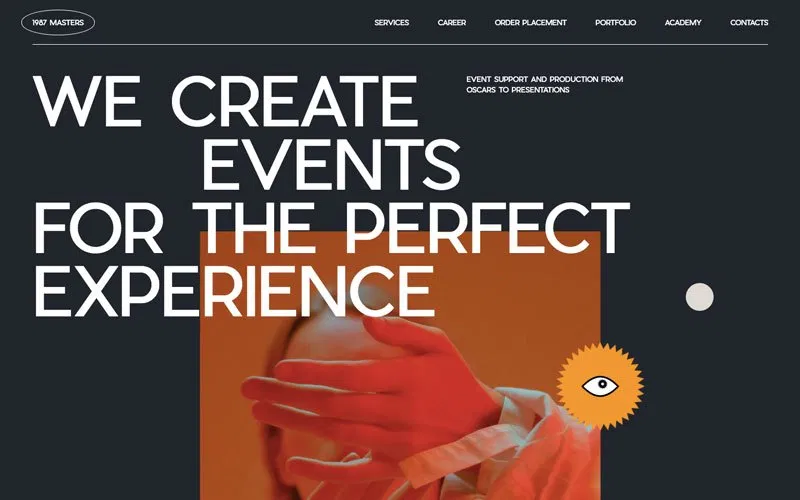 1987 MASTERS
SERVICES
CAREER
ORDER PLACEMENT
PORTFOLIO
ACADEMY
CONTACTS
WE CREATE
EVENTS
FOR THE PERFECT
EXPERIENCE
EVENT SUPPORT AND PRODUCTION FROM
OSCARS TO PRESENTATIONS